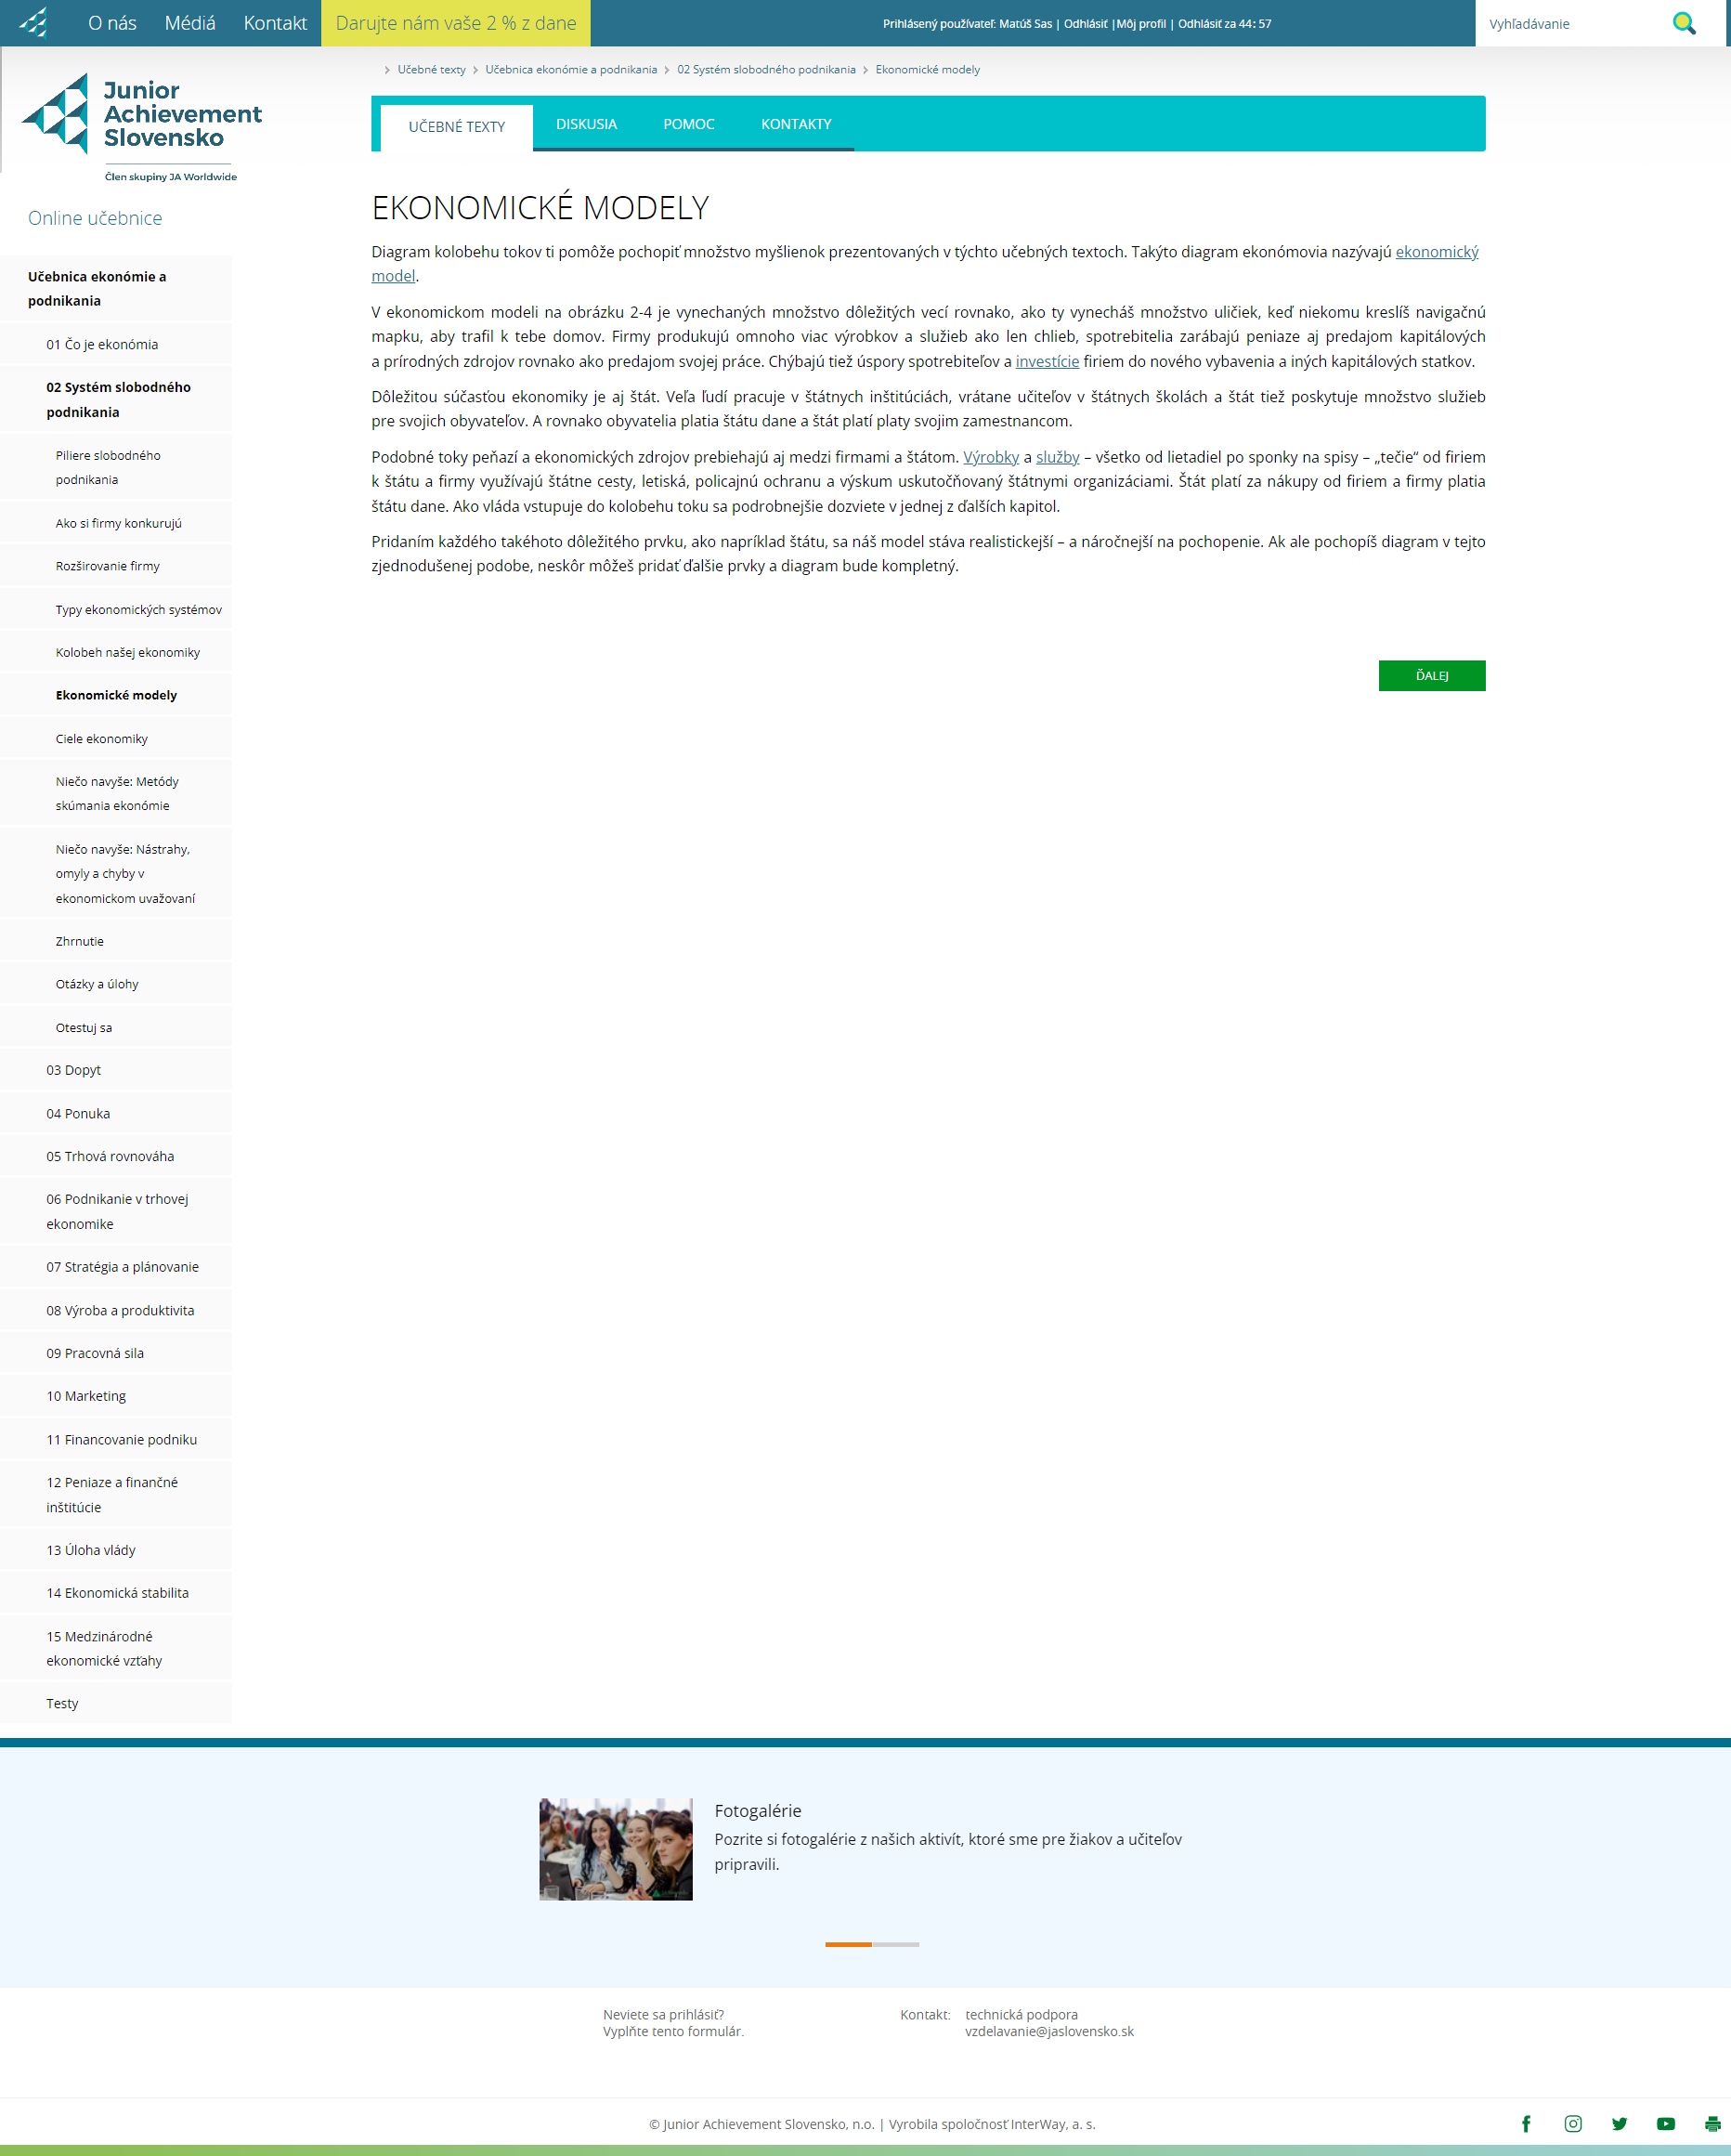 O nás Médiá Kontakt Darujte nám vaše 2 % z dane Prihlásený používateľ: Matúš Sas | Odhlásiť |Môj profil | Odhlásiť za 44: 57 Vyhľadávanie
Učebné texty Učebnica ekonómie a podnikania 02 Systém slobodného podnikania Ekonomické modely
Junior
Achievement
Slovensko
Člen skupiny JA Worldwide
UČEBNÉ TEXTY DISKUSIA POMOC KONTAKTY
Online učebnice
Učebnica ekonómie a
podnikania
01 Čo je ekonómia
02 Systém slobodného
podnikania
Piliere slobodného
podnikania
Ako si firmy konkurujú
Rozširovanie firmy
Typy ekonomických systémov
Kolobeh našej ekonomiky
Ekonomické modely
Ciele ekonomiky
Niečo navyše: Metódy
skúmania ekonómie
Niečo navyše: Nástrahy,
omyly a chyby v
ekonomickom uvažovaní
Zhrnutie
Otázky a úlohy
Otestuj sa
03 Dopyt
04 Ponuka
05 Trhová rovnováha
06 Podnikanie v trhovej
ekonomike
07 Stratégia a plánovanie
08 Výroba a produktivita
09 Pracovná sila
10 Marketing
11 Financovanie podniku
12 Peniaze a finančné
inštitúcie
13 Úloha vlády
14 Ekonomická stabilita
15 Medzinárodné
ekonomické vzťahy
Testy
EKONOMICKÉ MODELY
Diagram kolobehu tokov ti pomôže pochopiť množstvo myšlienok prezentovaných v týchto učebných textoch. Takýto diagram ekonómovia nazývajú ekonomický
model.
V ekonomickom modeli na obrázku 2-4 je vynechaných množstvo dôležitých vecí rovnako, ako ty vynecháš množstvo uličiek, keď niekomu kreslíš navigačnú
mapku, aby trafil k tebe domov. Firmy produkujú omnoho viac výrobkov a služieb ako len chlieb, spotrebitelia zarábajú peniaze aj predajom kapitálových
a prírodných zdrojov rovnako ako predajom svojej práce. Chýbajú tiež úspory spotrebiteľov a investície firiem do nového vybavenia a iných kapitálových statkov.
Dôležitou súčasťou ekonomiky je aj štát. Veľa ľudí pracuje v štátnych inštitúciách, vrátane učiteľov v štátnych školách a štát tiež poskytuje množstvo služieb
pre svojich obyvateľov. A rovnako obyvatelia platia štátu dane a štát platí platy svojim zamestnancom.
Podobné toky peňazí a ekonomických zdrojov prebiehajú aj medzi firmami a štátom. Výrobky a služby – všetko od lietadiel po sponky na spisy – „tečie“ od firiem
k štátu a firmy využívajú štátne cesty, letiská, policajnú ochranu a výskum uskutočňovaný štátnymi organizáciami. Štát platí za nákupy od firiem a firmy platia
štátu dane. Ako vláda vstupuje do kolobehu toku sa podrobnejšie dozviete v jednej z ďalších kapitol.
Pridaním každého takéhoto dôležitého prvku, ako napríklad štátu, sa náš model stáva realistickejší – a náročnejší na pochopenie. Ak ale pochopíš diagram v tejto
zjednodušenej podobe, neskôr môžeš pridať ďalšie prvky a diagram bude kompletný.
ĎALEJ
Fotogalérie
Pozrite si fotogalérie z našich aktivít, ktoré sme pre žiakov a učiteľov
pripravili.
Neviete sa prihlásiť?
Vyplňte tento formulár.
Kontakt: technická podpora
vzdelavanie@jaslovensko.sk
© Junior Achievement Slovensko, n.o. | Vyrobila spoločnosť InterWay, a. s.